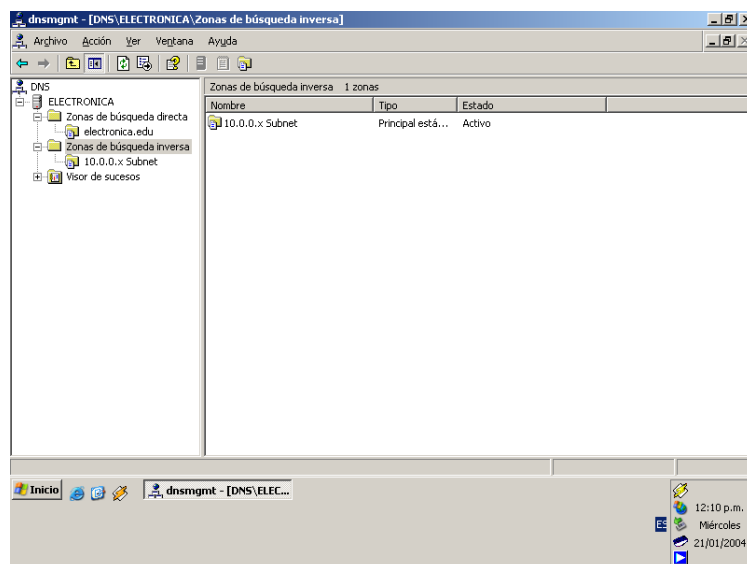 dnsmgmt - [DNS\ELECTRONICA\Zonas de búsqueda inversa]
Archivo Acción Ver Ventana Ayuda
DNS
ELECTRONICA
Zonas de búsqueda directa
electronica.edu
Zonas de búsqueda inversa
10.0.0.x Subnet
Visor de sucesos
Zonas de búsqueda inversa 1 zonas
Nombre Tipo Estado
10.0.0.x Subnet Principal está... Activo
Inicio
dnsmgmt - [DNS\ELEC...
ES
12:10 p.m.
Miércoles
21/01/2004